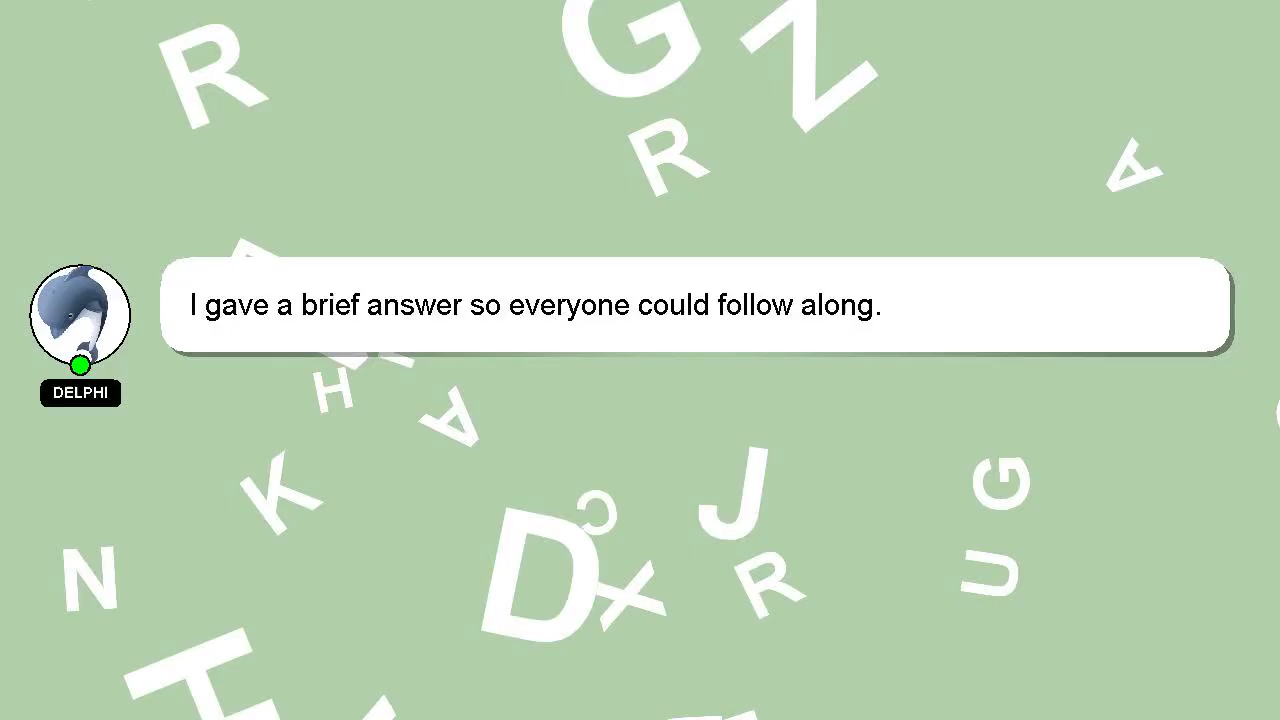 R
G
Z
R
A
I gave a brief answer so everyone could follow along.
DELPHI
H
A
K
J
G
C
D
N
X
R
U